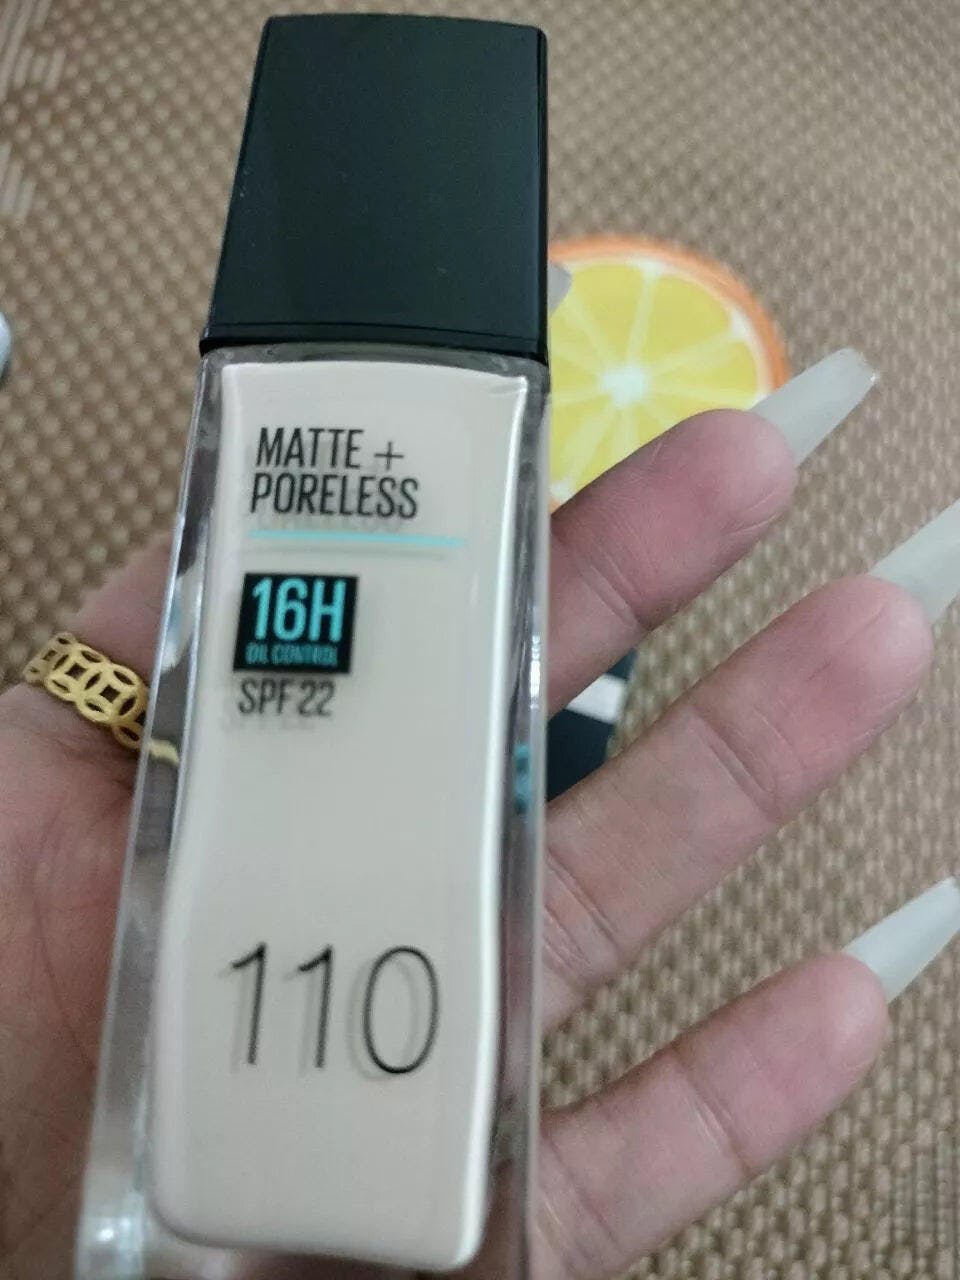 MATTE +
PORELESS
16H
OIL CONTROL
SPF 22
110